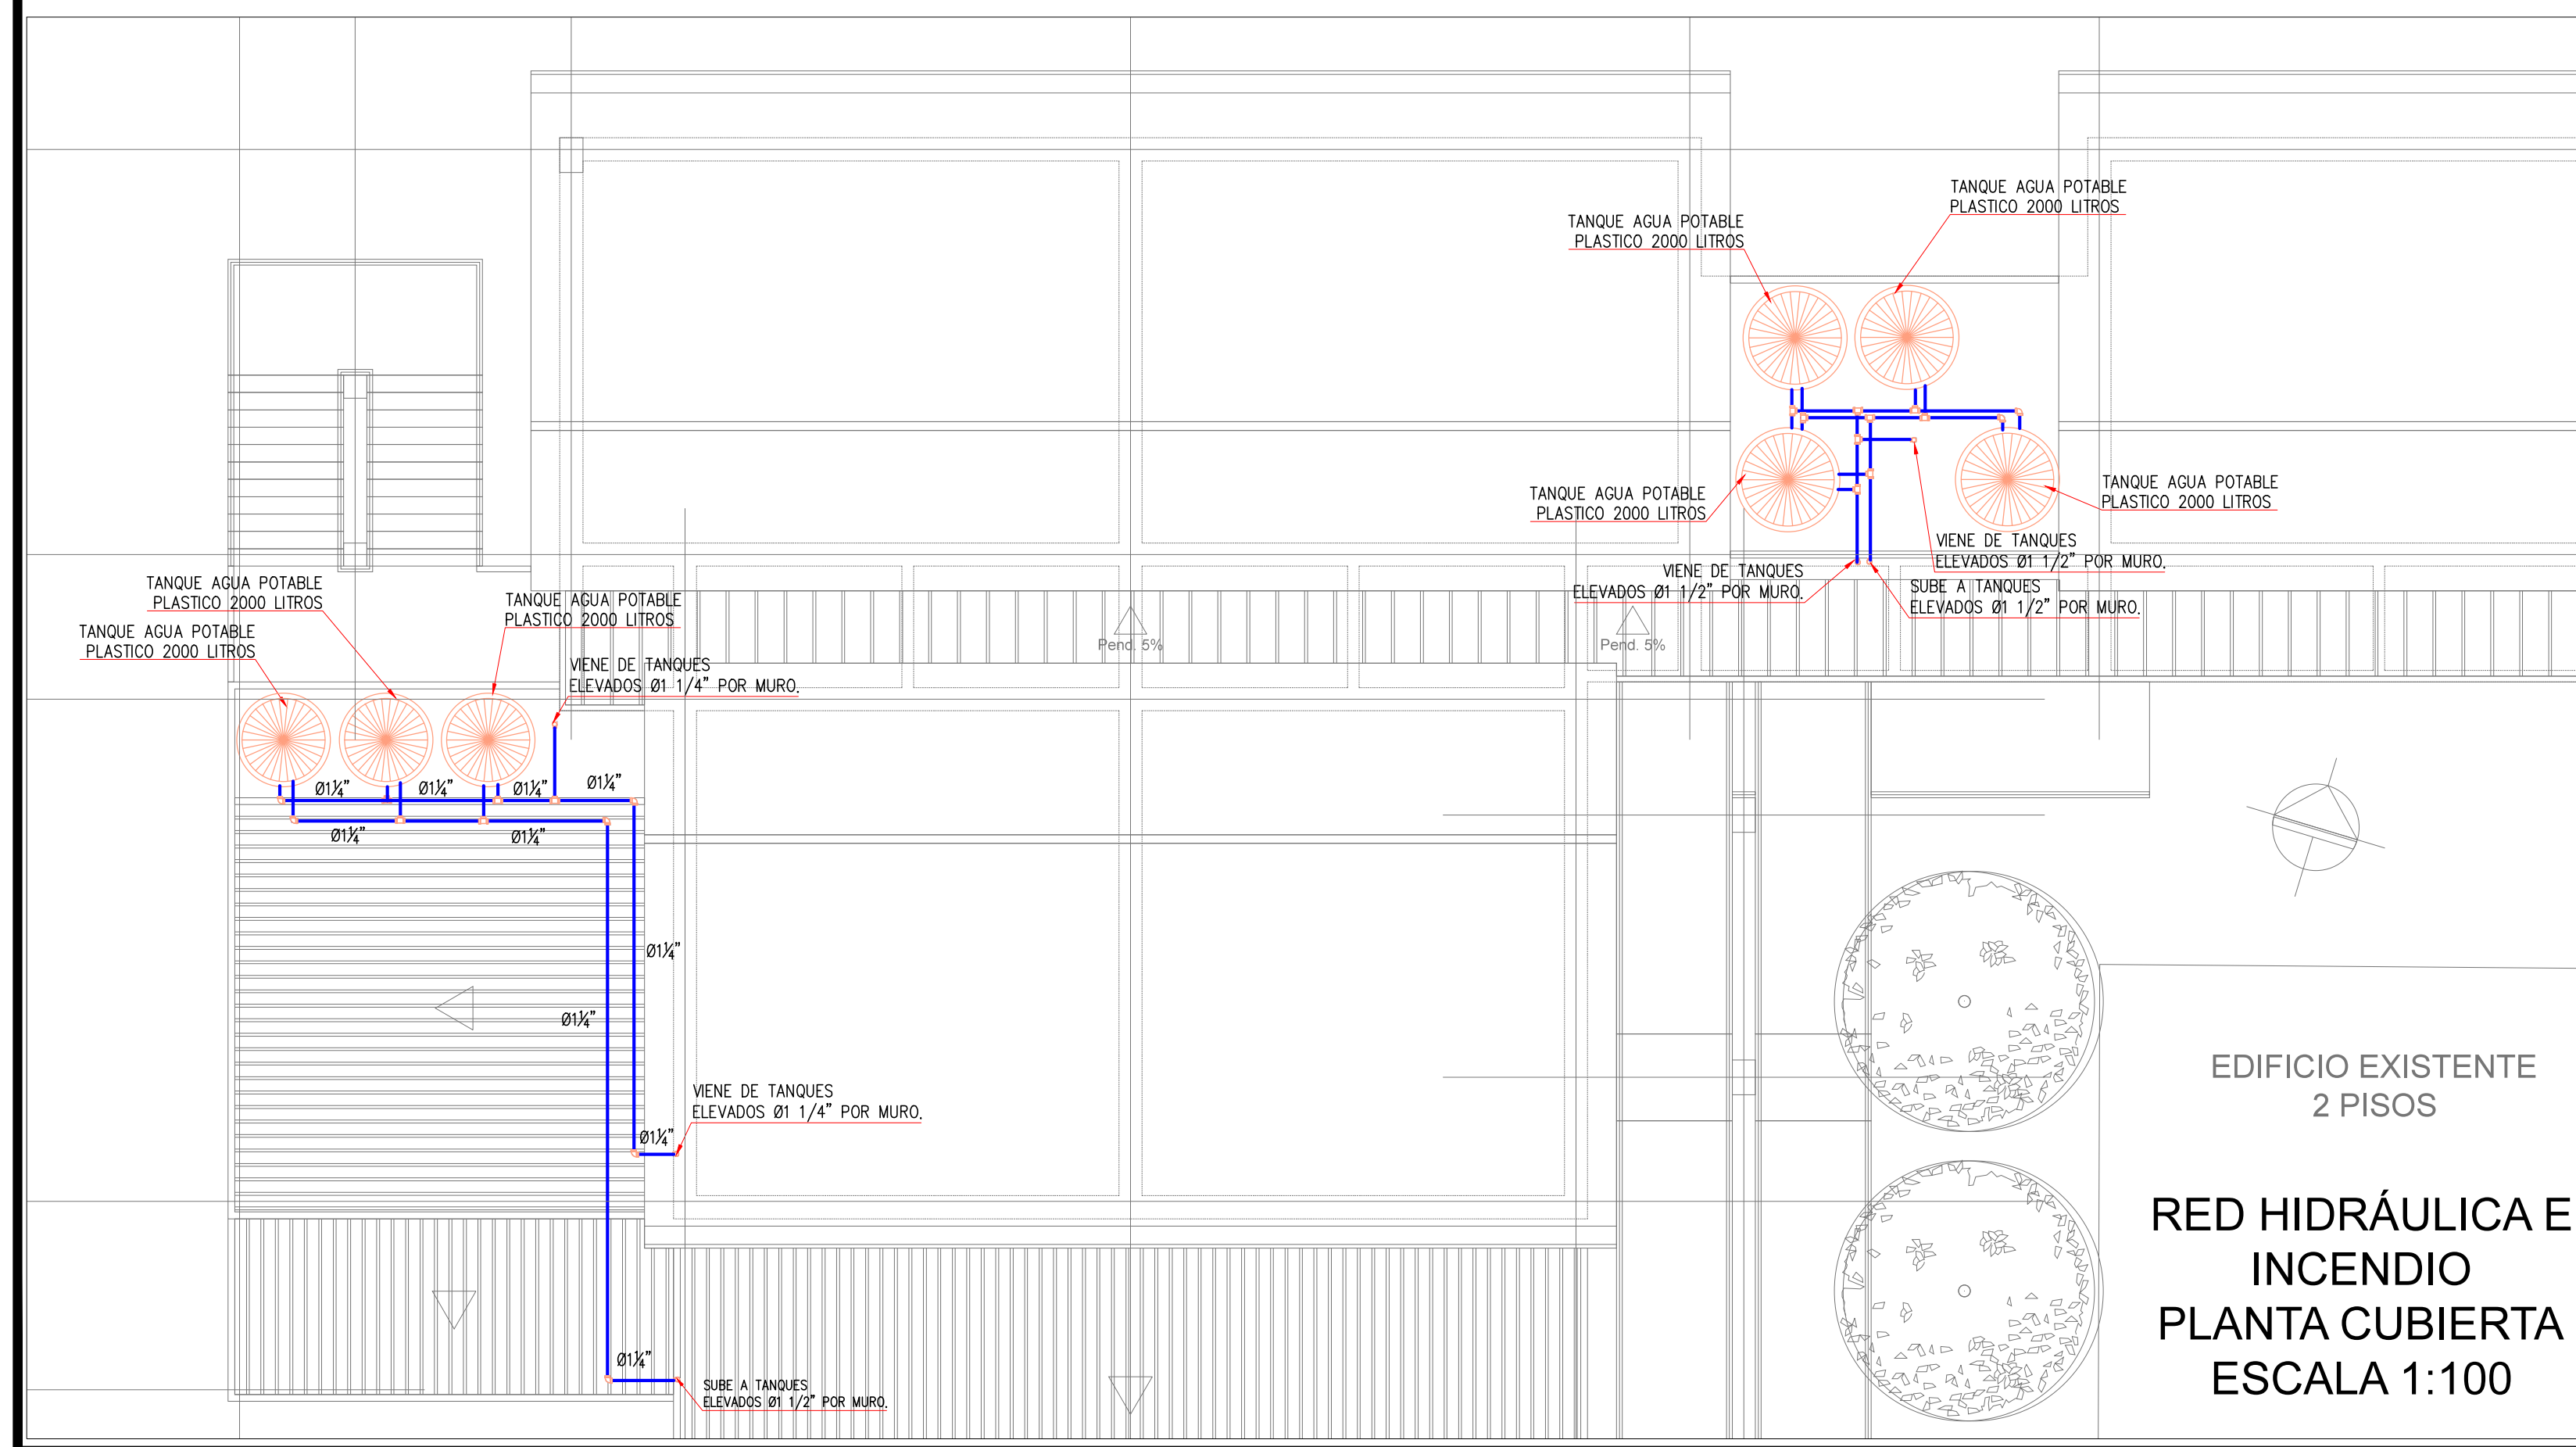 TANQUE AGUA POTABLE
PLASTICO 2000 LITROS
TANQUE AGUA POTABLE
PLASTICO 2000 LITROS
TANQUE AGUA POTABLE
PLASTICO 2000 LITROS
TANQUE AGUA POTABLE
PLASTICO 2000 LITROS
VIENE DE TANQUES
ELEVADOS Ø1 1/2" POR MURO.
VIENE DE TANQUES
ELEVADOS Ø1 1/2" POR MURO.
SUBE A TANQUES
ELEVADOS Ø1 1/2" POR MURO.
TANQUE AGUA POTABLE
PLASTICO 2000 LITROS
TANQUE AGUA POTABLE
PLASTICO 2000 LITROS
TANQUE AGUA POTABLE
PLASTICO 2000 LITROS
Pend. 5%
Pend. 5%
VIENE DE TANQUES
ELEVADOS Ø1 1/4" POR MURO.
Ø1¼"
Ø1¼"
Ø1¼"
Ø1¼"
Ø1¼"
Ø1¼"
Ø1¼"
Ø1¼"
VIENE DE TANQUES
ELEVADOS Ø1 1/4" POR MURO.
Ø1¼"
Ø1¼"
SUBE A TANQUES
ELEVADOS Ø1 1/2" POR MURO.
EDIFICIO EXISTENTE
2 PISOS
RED HIDRÁULICA E
INCENDIO
PLANTA CUBIERTA
ESCALA 1:100